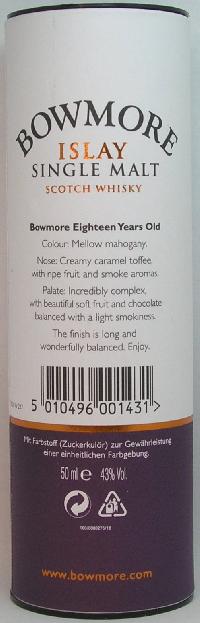 BOWMORE
ISLAY
SINGLE MALT
SCOTCH WHISKY
Bowmore Eighteen Years Old
Colour: Mellow mahogany.
Nose: Creamy caramel toffee
with ripe fruit and smoke aromas.
Palate: Incredibly complex,
with beautiful soft fruit and chocolate
balanced with a light smokiness.
The finish is long and
wonderfully balanced. Enjoy.
5 010496 001431 >
Mit Farbstoff (Zuckerkulör) zur Gewährleistung
einer einheitlichen Farbgebung.
50 ml e 43% Vol.
www.bowmore.com